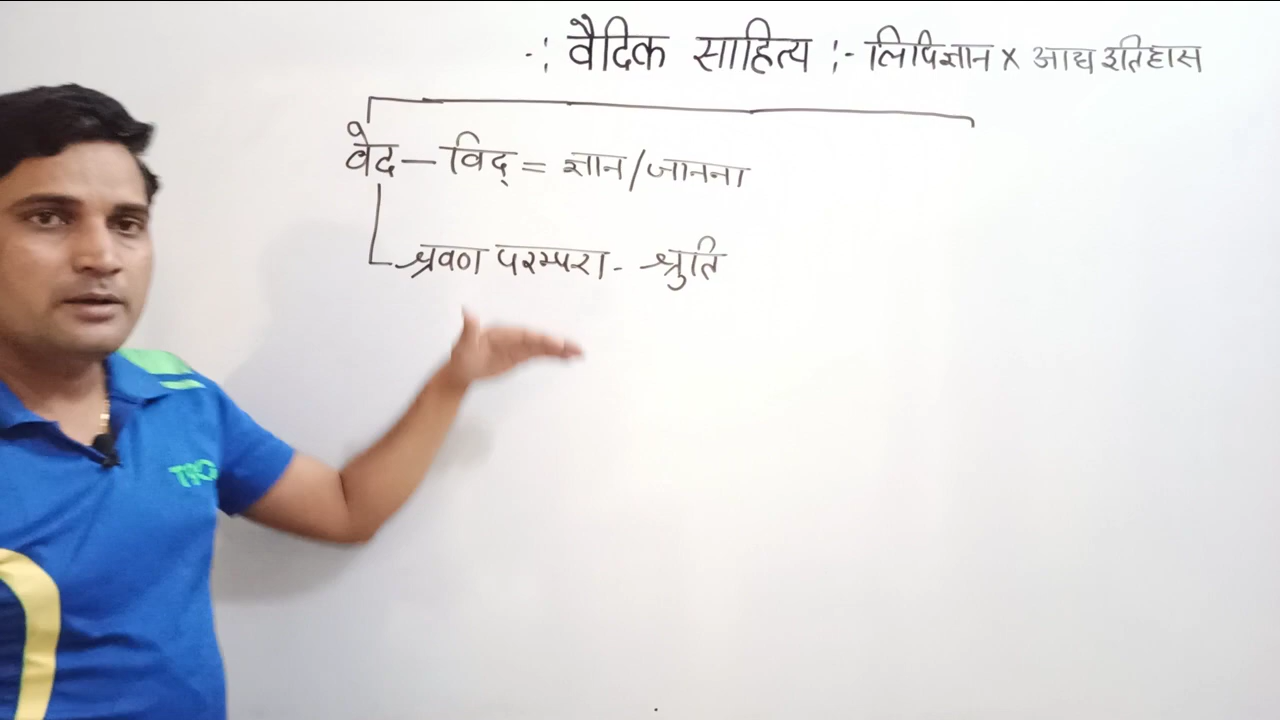 -: वैदिक साहित्य :- लिपिज्ञान × आद्य इतिहास
वेद – विद् = ज्ञान/जानना
श्रवण परम्परा - श्रुति